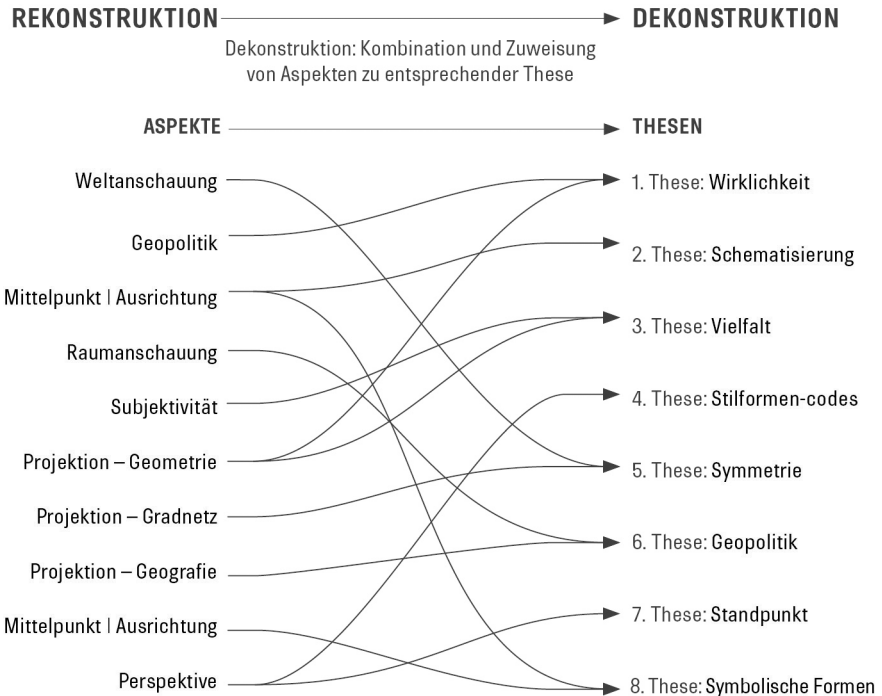 REKONSTRUKTION
DEKONSTRUKTION
Dekonstruktion: Kombination und Zuweisung
von Aspekten zu entsprechender These
ASPEKTE
THESEN
Weltanschauung
Geopolitik
Mittelpunkt | Ausrichtung
Raumanschauung
Subjektivität
Projektion – Geometrie
Projektion – Gradnetz
Projektion – Geografie
Mittelpunkt | Ausrichtung
Perspektive
1. These: Wirklichkeit
2. These: Schematisierung
3. These: Vielfalt
4. These: Stilformen-codes
5. These: Symmetrie
6. These: Geopolitik
7. These: Standpunkt
8. These: Symbolische Formen